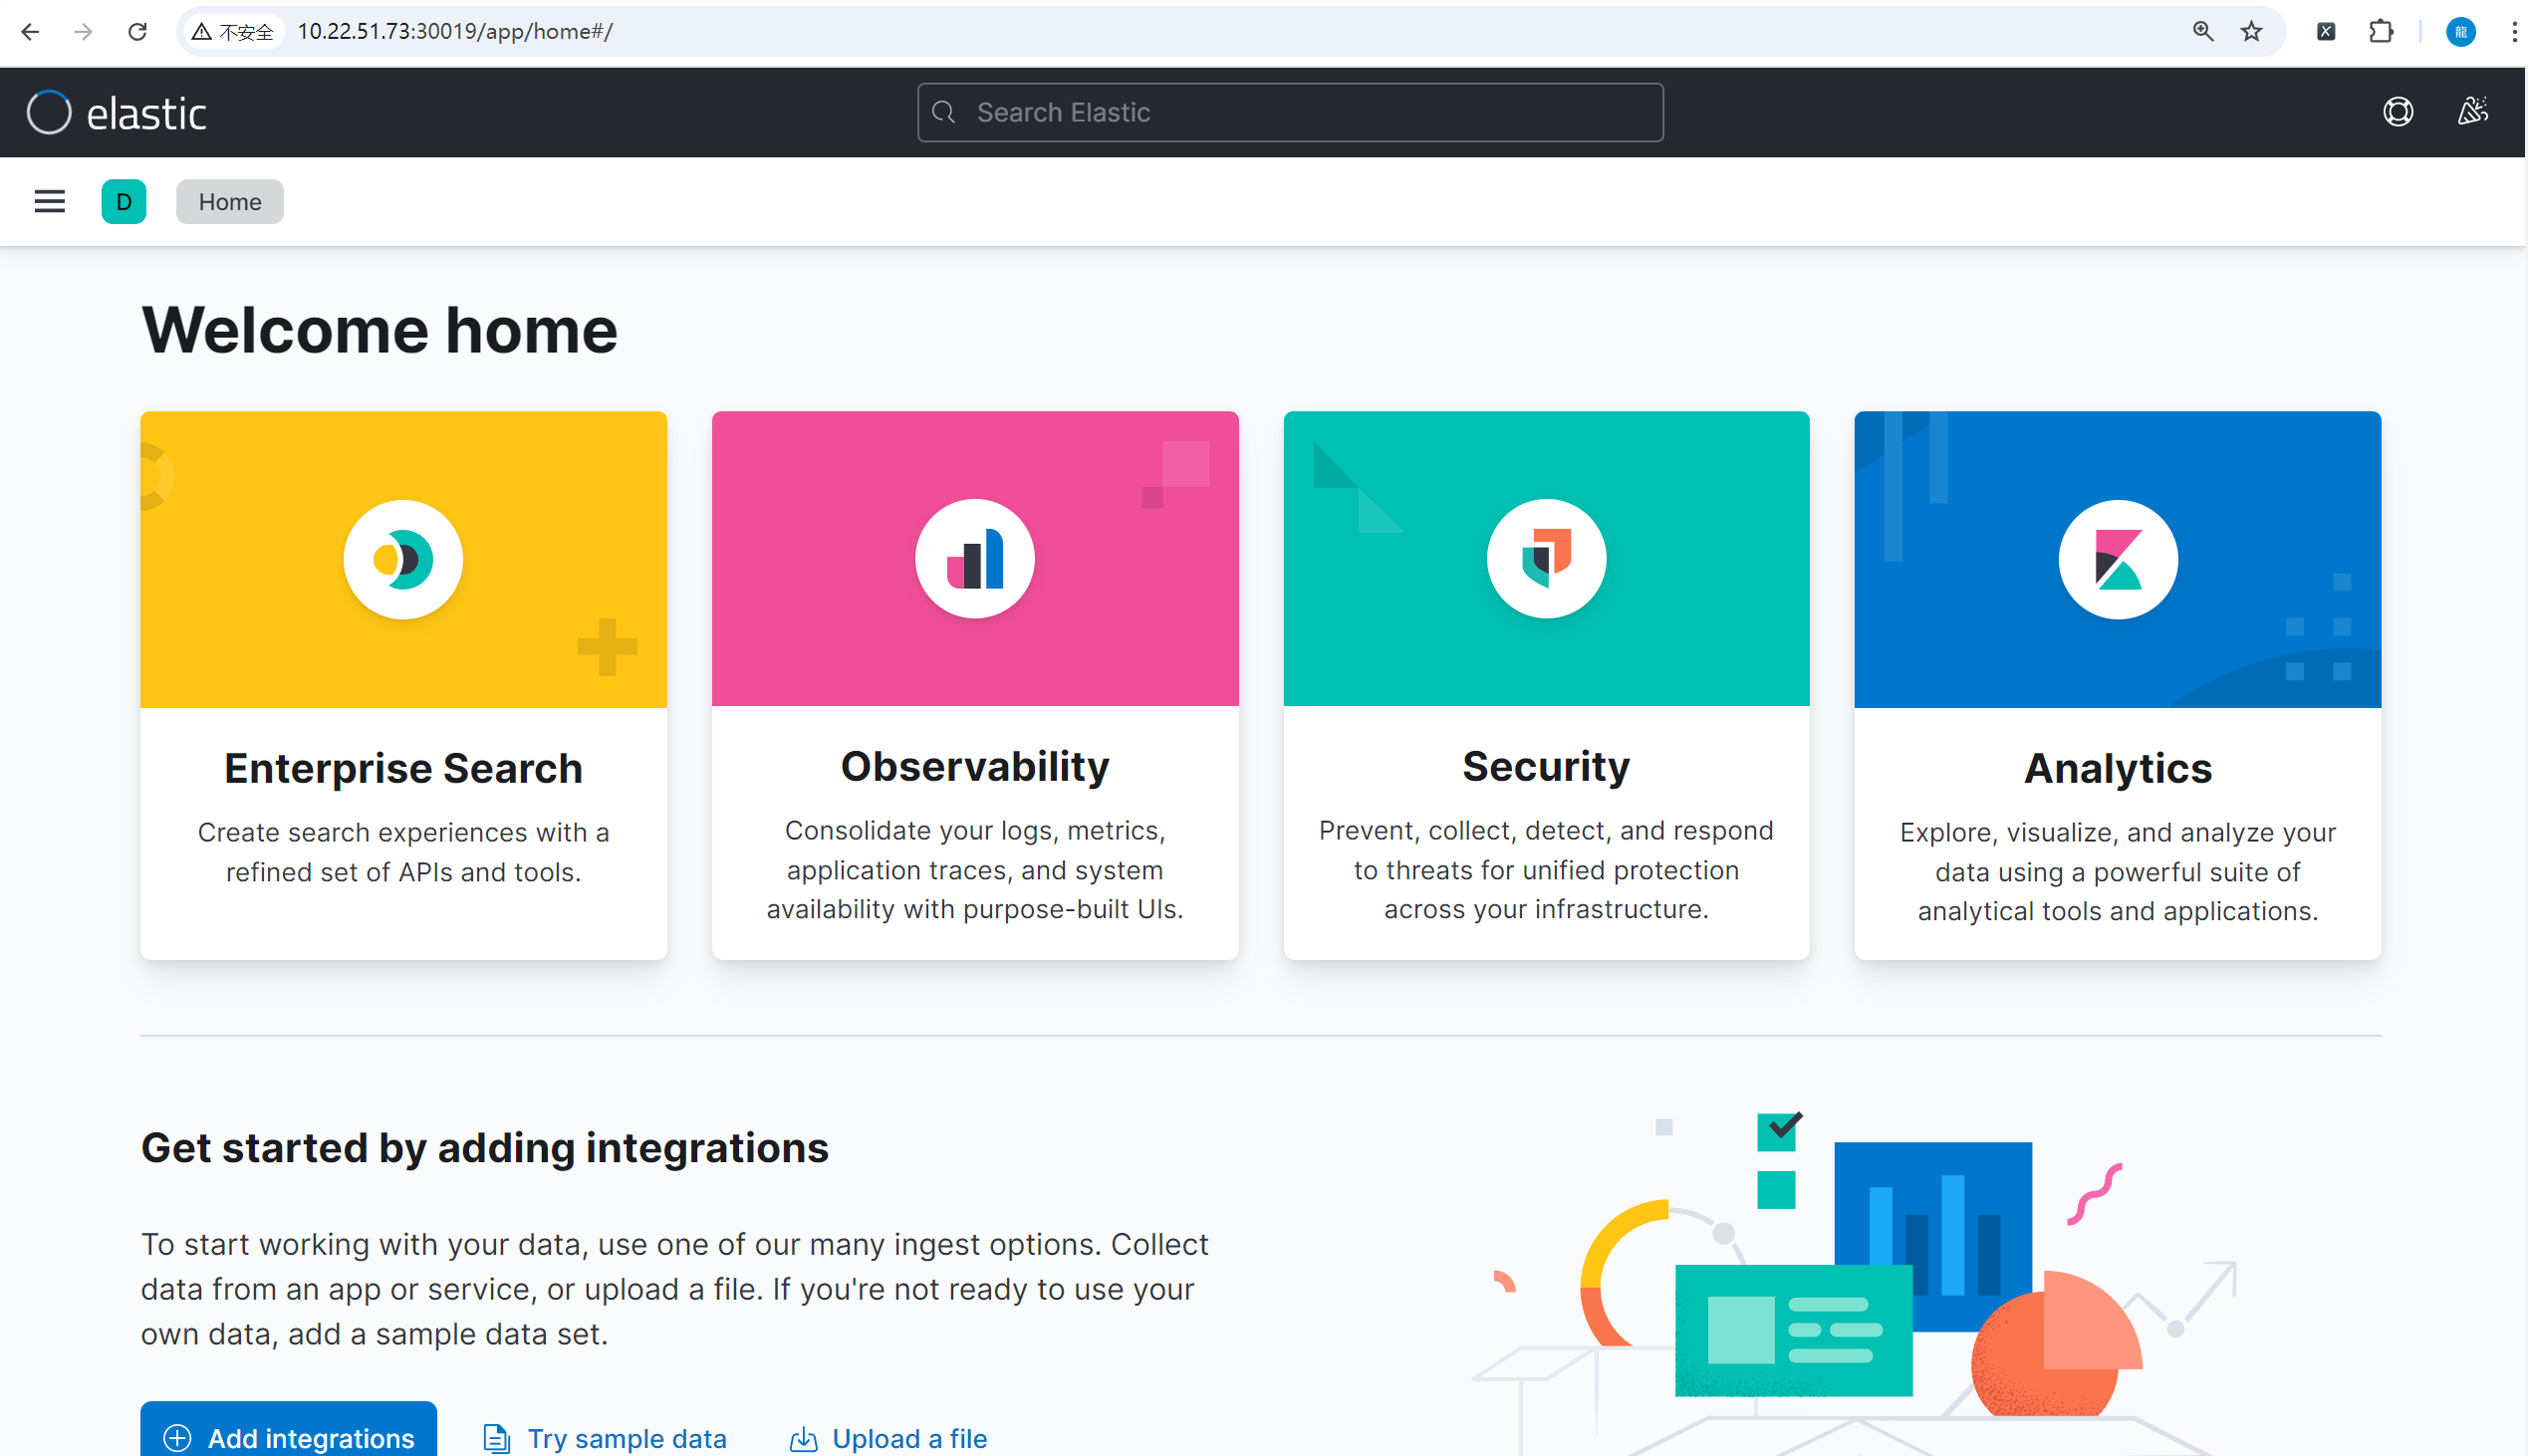 不安全 10.22.51.73:30019/app/home#/
龍
elastic
Search Elastic
D Home
Welcome home
Enterprise Search
Create search experiences with a
refined set of APIs and tools.
Observability
Consolidate your logs, metrics,
application traces, and system
availability with purpose-built UIs.
Security
Prevent, collect, detect, and respond
to threats for unified protection
across your infrastructure.
Analytics
Explore, visualize, and analyze your
data using a powerful suite of
analytical tools and applications.
Get started by adding integrations
To start working with your data, use one of our many ingest options. Collect
data from an app or service, or upload a file. If you're not ready to use your
own data, add a sample data set.
Add integrations Try sample data Upload a file